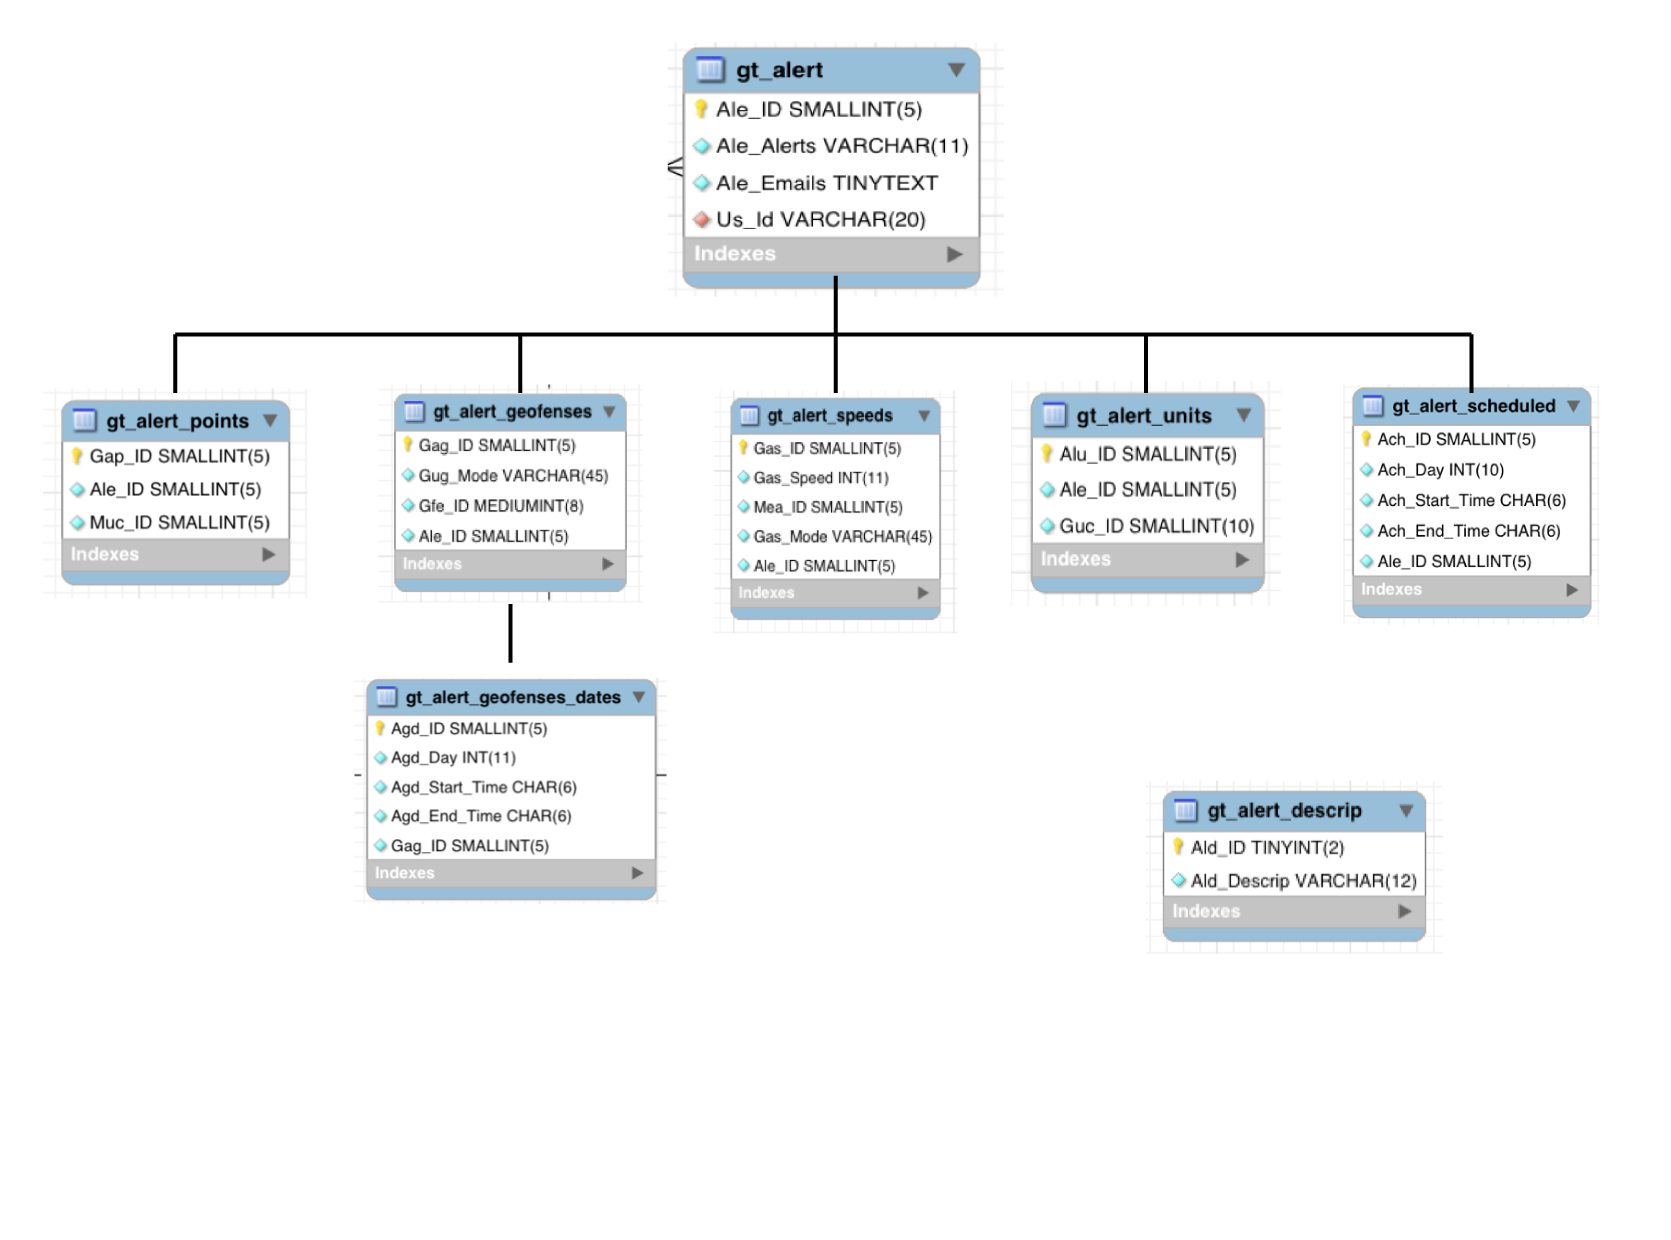 gt_alert
Ale_ID SMALLINT(5)
Ale_Alerts VARCHAR(11)
Ale_Emails TINYTEXT
Us_Id VARCHAR(20)
Indexes
gt_alert_points
Gap_ID SMALLINT(5)
Ale_ID SMALLINT(5)
Muc_ID SMALLINT(5)
Indexes
gt_alert_geofenses
Gag_ID SMALLINT(5)
Gug_Mode VARCHAR(45)
Gfe_ID MEDIUMINT(8)
Ale_ID SMALLINT(5)
Indexes
gt_alert_speeds
Gas_ID SMALLINT(5)
Gas_Speed INT(11)
Mea_ID SMALLINT(5)
Gas_Mode VARCHAR(45)
Ale_ID SMALLINT(5)
Indexes
gt_alert_units
Alu_ID SMALLINT(5)
Ale_ID SMALLINT(5)
Guc_ID SMALLINT(10)
Indexes
gt_alert_scheduled
Ach_ID SMALLINT(5)
Ach_Day INT(10)
Ach_Start_Time CHAR(6)
Ach_End_Time CHAR(6)
Ale_ID SMALLINT(5)
Indexes
gt_alert_geofenses_dates
Agd_ID SMALLINT(5)
Agd_Day INT(11)
Agd_Start_Time CHAR(6)
Agd_End_Time CHAR(6)
Gag_ID SMALLINT(5)
Indexes
gt_alert_descrip
Ald_ID TINYINT(2)
Ald_Descrip VARCHAR(12)
Indexes